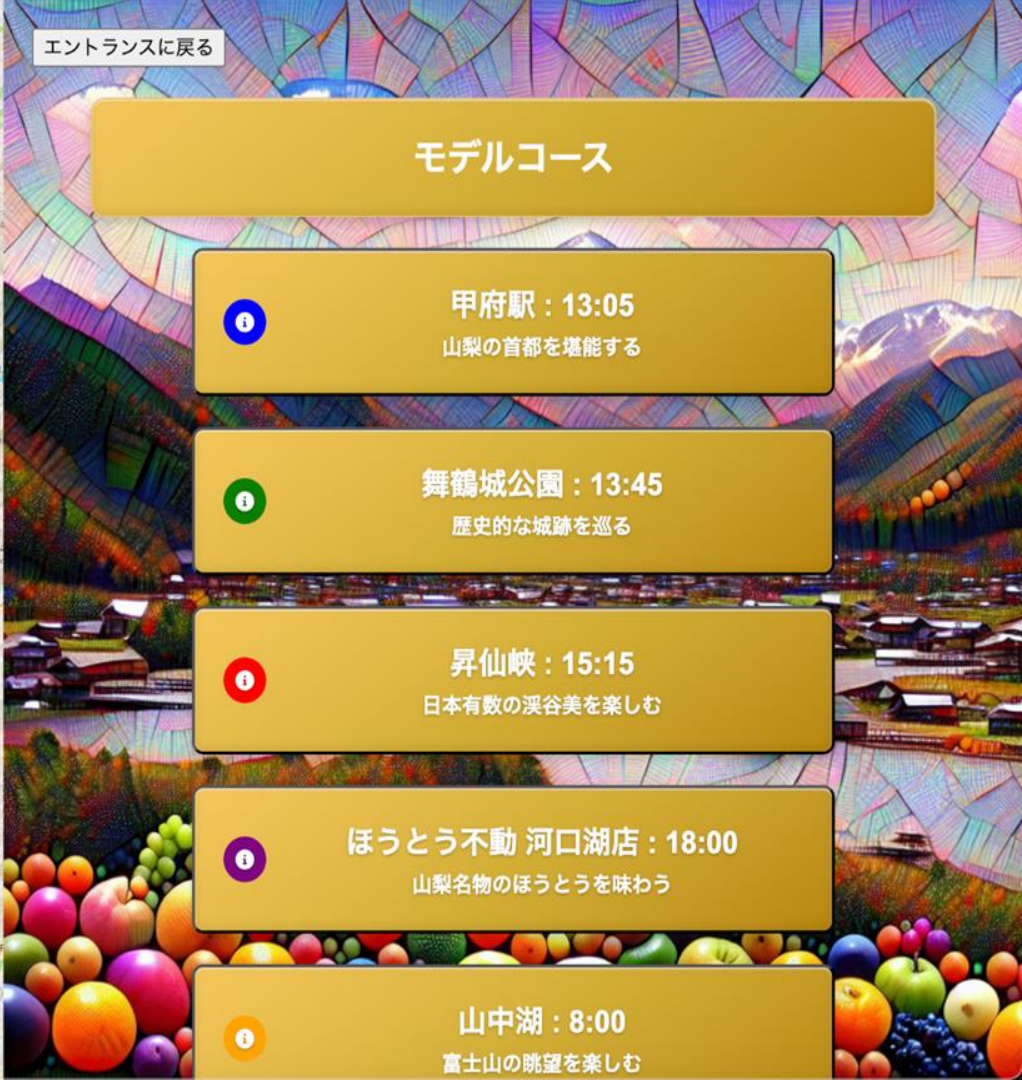 エントランスに戻る
モデルコース
甲府駅 : 13:05
山梨の首都を堪能する
舞鶴城公園 : 13:45
歴史的な城跡を巡る
昇仙峡 : 15:15
日本有数の渓谷美を楽しむ
ほうとう不動 河口湖店 : 18:00
山梨名物のほうとうを味わう
山中湖 : 8:00
富士山の眺望を楽しむ